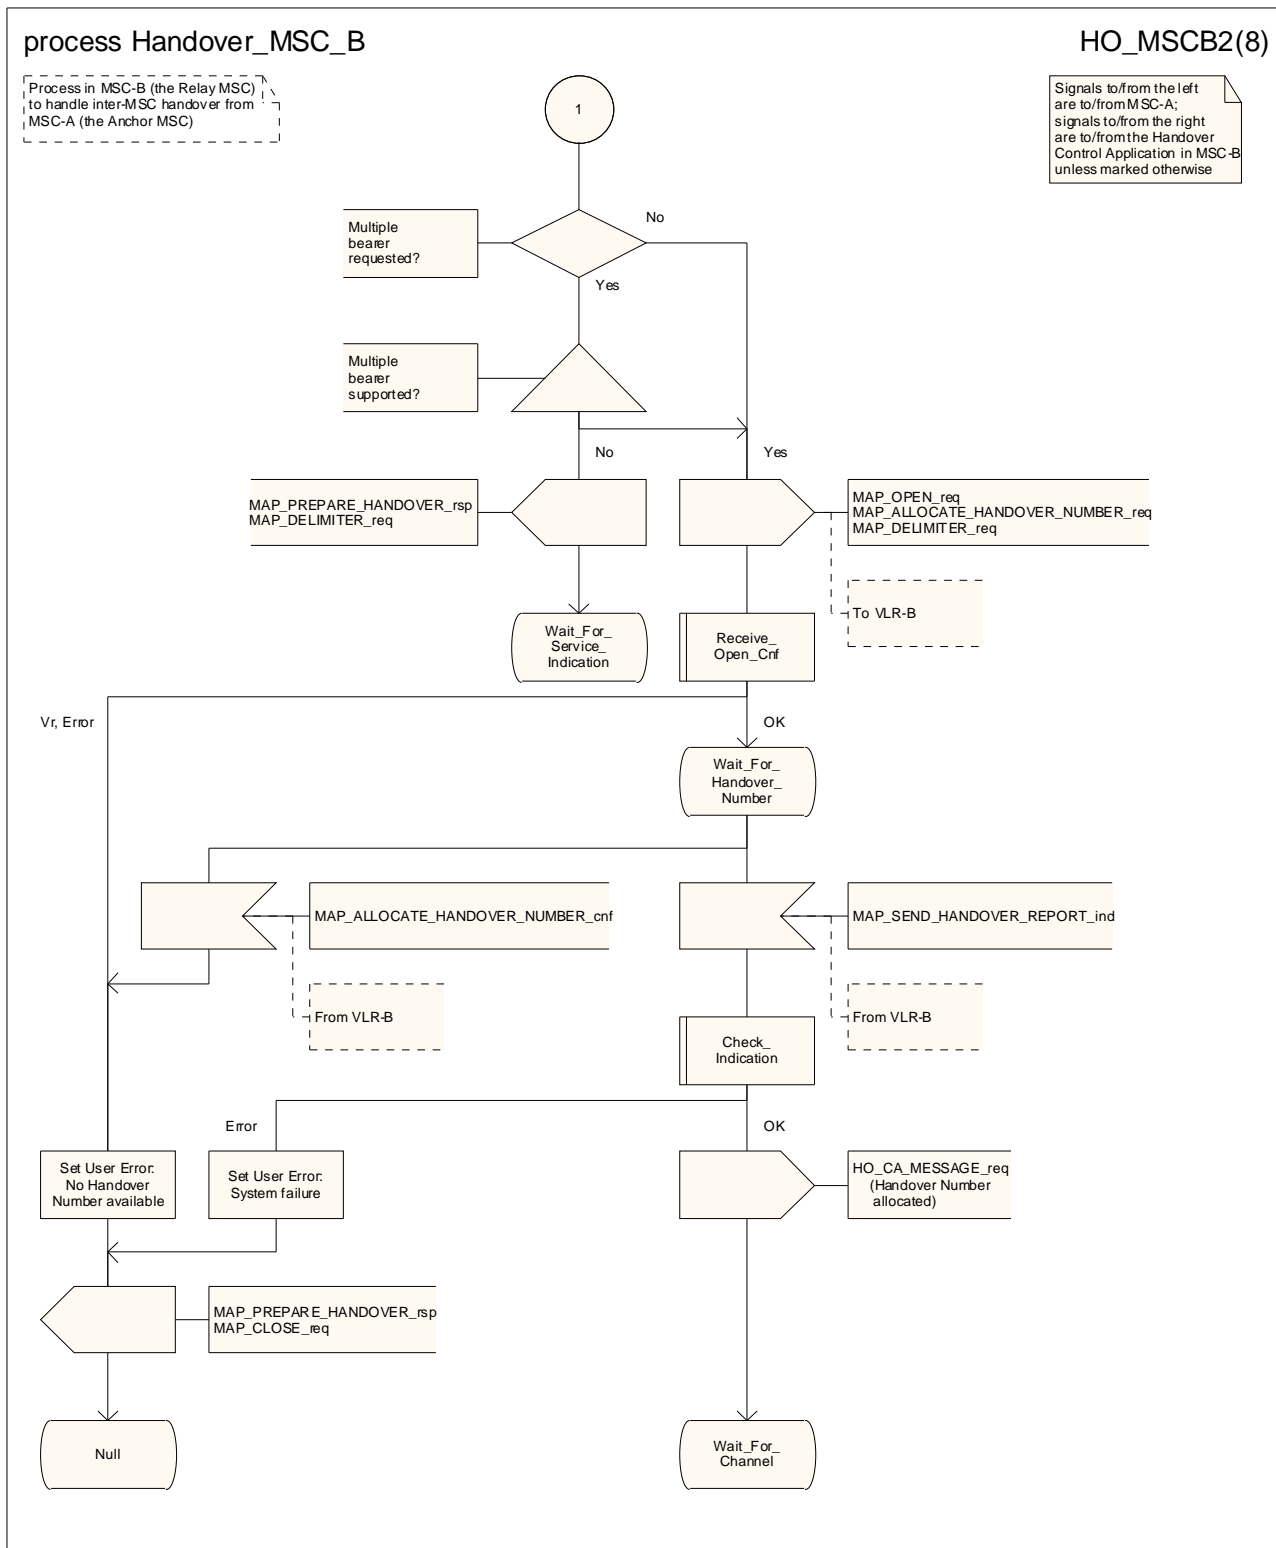 process Handover_MSC_B
HO_MSCB2(8)
Process in MSC-B (the Relay MSC)
to handle inter-MSC handover from
MSC-A (the Anchor MSC)
Signals to/from the left
are to/from MSC-A;
signals to/from the right
are to/from the Handover
Control Application in MSC-B
unless marked otherwise
1
Multiple
bearer
requested?
No
Yes
Multiple
bearer
supported?
No
Yes
MAP_PREPARE_HANDOVER_rsp
MAP_DELIMITER_req
MAP_OPEN_req
MAP_ALLOCATE_HANDOVER_NUMBER_req
MAP_DELIMITER_req
To VLR-B
Wait_For_
Service_
Indication
Receive_
Open_Cnf
Vr, Error
OK
Wait_For_
Handover_
Number
MAP_ALLOCATE_HANDOVER_NUMBER_cnf
MAP_SEND_HANDOVER_REPORT_ind
From VLR-B
From VLR-B
Check_
Indication
Error
OK
Set User Error:
No Handover
Number available
Set User Error:
System failure
HO_CA_MESSAGE_req
(Handover Number
allocated)
MAP_PREPARE_HANDOVER_rsp
MAP_CLOSE_req
Null
Wait_For_
Channel